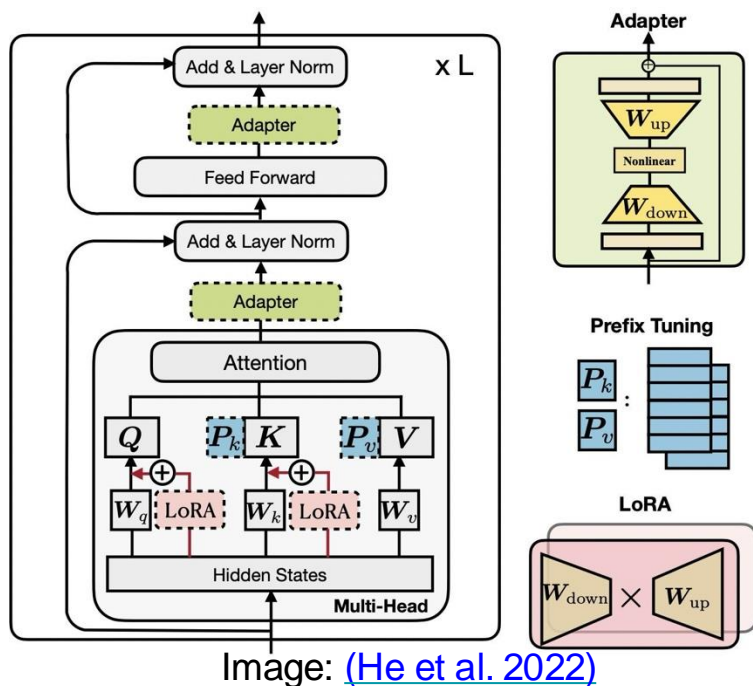 Add & Layer Norm
x L
Adapter
Feed Forward
Add & Layer Norm
Adapter
Attention
Q P_k K P_v V
+ +
W_q LoRA W_k LoRA W_v
Hidden States
Multi-Head
Adapter
+
W_up
Nonlinear
W_down
Prefix Tuning
P_k
:
P_v
LoRA
W_down × W_up
Image: (He et al. 2022)